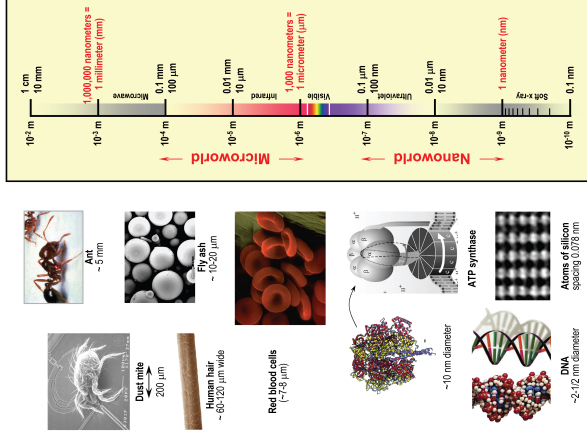 Ant
~ 5 mm
Dust mite
200 μm
Fly ash
~ 10-20 μm
Human hair
~ 60-120 μm wide
Red blood cells
(~7-8 μm)
ATP synthase
~10 nm diameter
Atoms of silicon
spacing 0.078 nm
DNA
~2-1/2 nm diameter
Microworld
Nanoworld
10-2 m
1 cm
10 mm
10-3 m
1,000,000 nanometers =
1 millimeter (mm)
Microwave
10-4 m
0.1 mm
100 μm
10-5 m
0.01 mm
10 μm
Infrared
10-6 m
1,000 nanometers =
1 micrometer (μm)
Visible
10-7 m
0.1 μm
100 nm
Ultraviolet
10-8 m
0.01 μm
10 nm
10-9 m
1 nanometer (nm)
Soft x-ray
10-10 m
0.1 nm